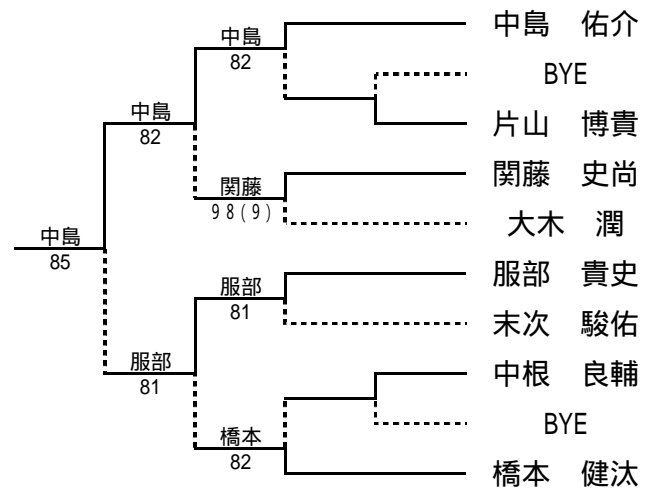 中島 佑介
中島
82
BYE
中島
82
片山 博貴
関藤 史尚
関藤
98(9)
大木 潤
中島
85
服部 貴史
服部
81
末次 駿佑
服部
81
中根 良輔
BYE
橋本
82
橋本 健汰